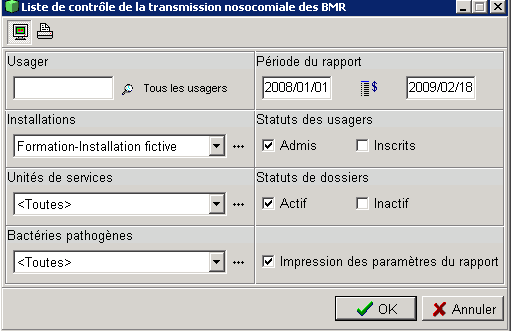 Liste de contrôle de la transmission nosocomiale des BMR
Usager
Tous les usagers
Période du rapport
2008/01/01
$
2009/02/18
Installations
Formation-Installation fictive
...
Statuts des usagers
Admis
Inscrits
Unités de services
<Toutes>
...
Statuts de dossiers
Actif
Inactif
Bactéries pathogènes
<Toutes>
...
Impression des paramètres du rapport
OK
Annuler